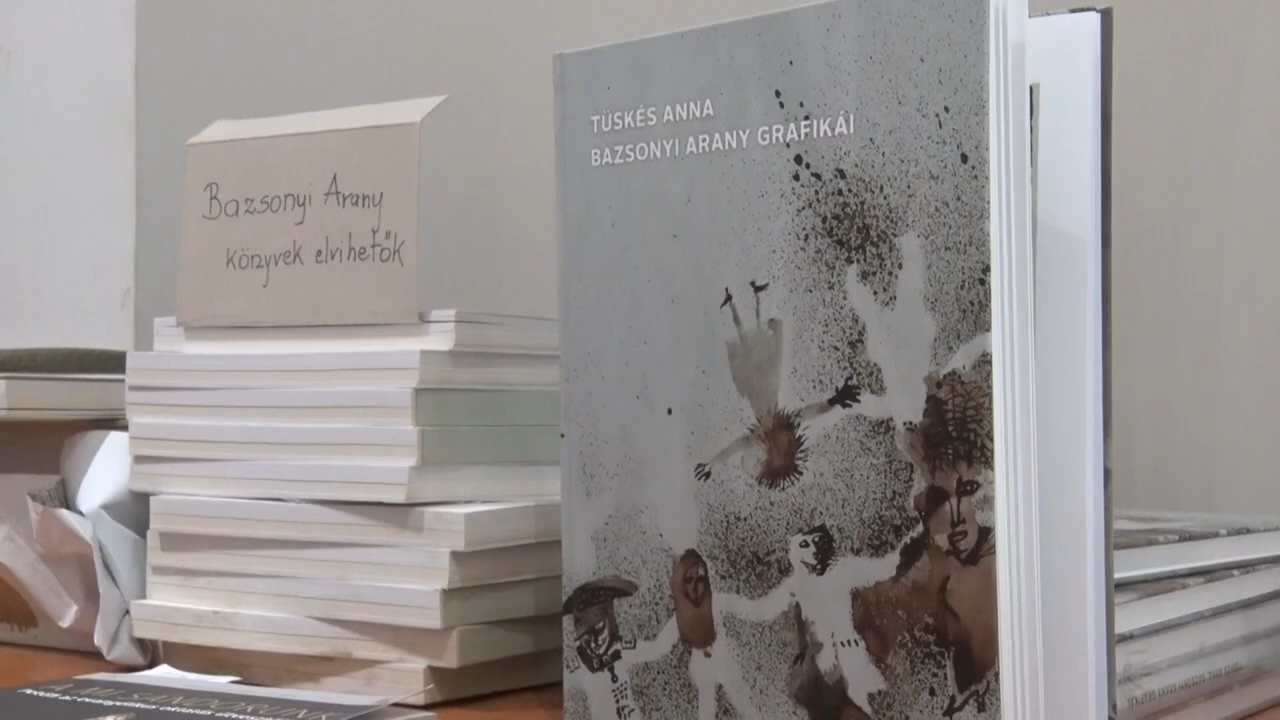 TÜSKÉS ANNA
BAZSONYI ARANY GRAFIKÁI
Bazsonyi Arany
könyvek elvihetők